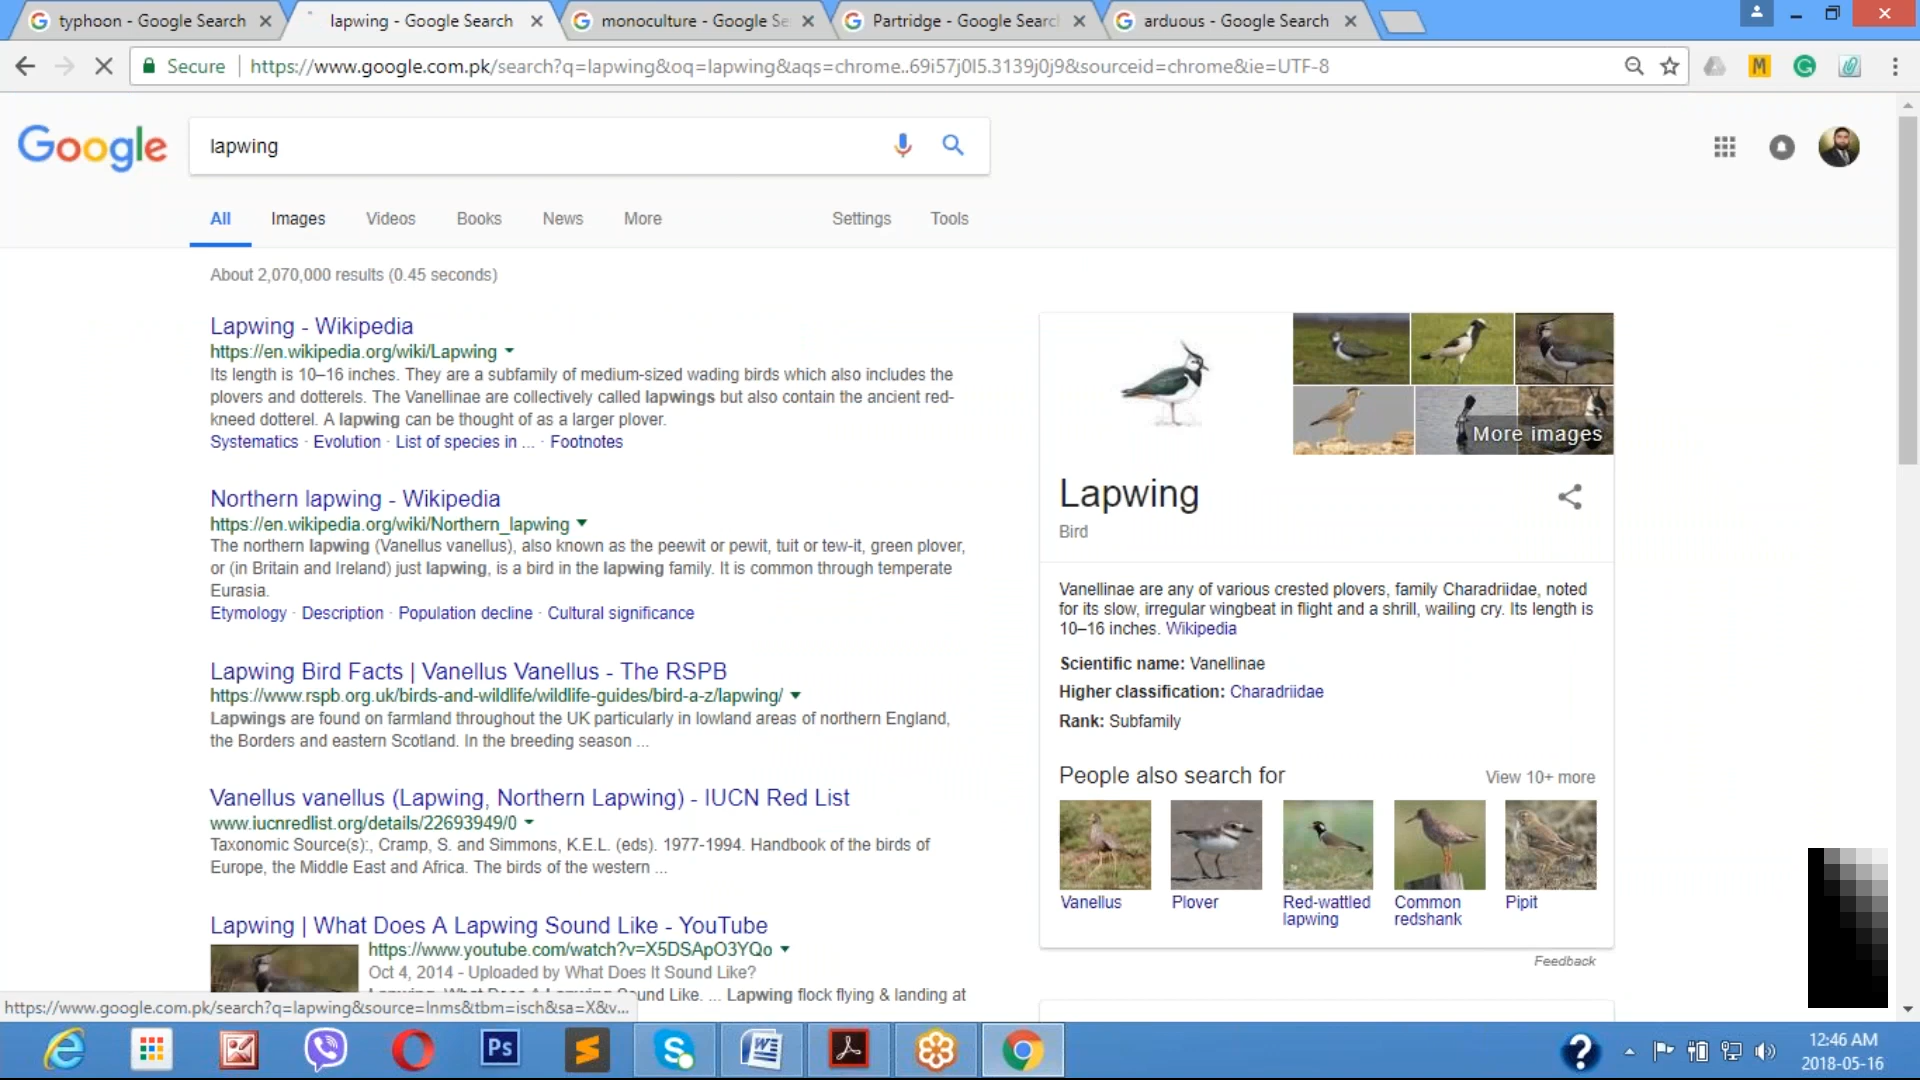 typhoon - Google Search
lapwing - Google Search
monoculture - Google Se
Partridge - Google Search
arduous - Google Search
Secure
https://www.google.com.pk/search?q=lapwing&oq=lapwing&aqs=chrome..69i57j0l5.3139j0j9&sourceid=chrome&ie=UTF-8
Google
lapwing
All Images Videos Books News More Settings Tools
About 2,070,000 results (0.45 seconds)
Lapwing - Wikipedia
https://en.wikipedia.org/wiki/Lapwing
Its length is 10–16 inches. They are a subfamily of medium-sized wading birds which also includes the
plovers and dotterels. The Vanellinae are collectively called lapwings but also contain the ancient red-
kneed dotterel. A lapwing can be thought of as a larger plover.
Systematics · Evolution · List of species in ... · Footnotes
Northern lapwing - Wikipedia
https://en.wikipedia.org/wiki/Northern_lapwing
The northern lapwing (Vanellus vanellus), also known as the peewit or pewit, tuit or tew-it, green plover,
or (in Britain and Ireland) just lapwing, is a bird in the lapwing family. It is common through temperate
Eurasia.
Etymology · Description · Population decline · Cultural significance
Lapwing Bird Facts | Vanellus Vanellus - The RSPB
https://www.rspb.org.uk/birds-and-wildlife/wildlife-guides/bird-a-z/lapwing/
Lapwings are found on farmland throughout the UK particularly in lowland areas of northern England,
the Borders and eastern Scotland. In the breeding season ...
Vanellus vanellus (Lapwing, Northern Lapwing) - IUCN Red List
www.iucnredlist.org/details/22693949/0
Taxonomic Source(s):, Cramp, S. and Simmons, K.E.L. (eds). 1977-1994. Handbook of the birds of
Europe, the Middle East and Africa. The birds of the western ...
Lapwing | What Does A Lapwing Sound Like - YouTube
https://www.youtube.com/watch?v=X5DSApO3YQo
Oct 4, 2014 - Uploaded by What Does It Sound Like?
Sound Like. ... Lapwing flock flying & landing at
https://www.google.com.pk/search?q=lapwing&source=lnms&tbm=isch&sa=X&v...
More images
Lapwing
Bird
Vanellinae are any of various crested plovers, family Charadriidae, noted
for its slow, irregular wingbeat in flight and a shrill, wailing cry. Its length is
10–16 inches. Wikipedia
Scientific name: Vanellinae
Higher classification: Charadriidae
Rank: Subfamily
People also search for
View 10+ more
Vanellus
Plover
Red-wattled
lapwing
Common
redshank
Pipit
Feedback
Ps
12:46 AM
2018-05-16